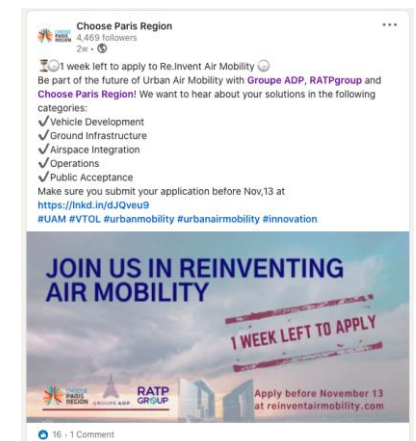 Choose Paris Region
4,469 followers
2w •
1 week left to apply to Re.Invent Air Mobility
Be part of the future of Urban Air Mobility with Groupe ADP, RATPgroup and
Choose Paris Region! We want to hear about your solutions in the following
categories:
✓Vehicle Development
✓Ground Infrastructure
✓Airspace Integration
✓Operations
✓Public Acceptance
Make sure you submit your application before Nov,13 at
https://lnkd.in/dJQveu9
#UAM #VTOL #urbanmobility #urbanairmobility #innovation
JOIN US IN REINVENTING
AIR MOBILITY
1 WEEK LEFT TO APPLY
CHOOSE PARIS REGION
GROUPE ADP
RATP GROUP
Apply before November 13
at reinventairmobility.com
16 · 1 Comment